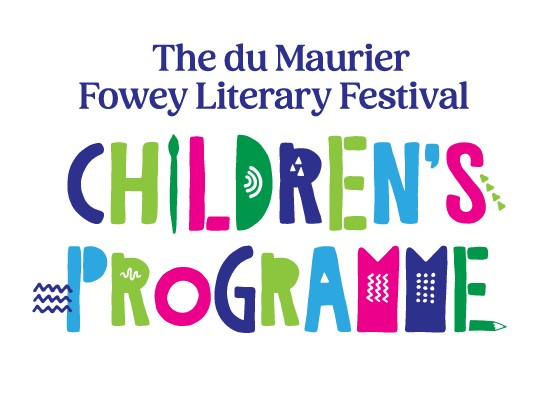 The du Maurier
Fowey Literary Festival
CHILDREN'S
PROGRAMME